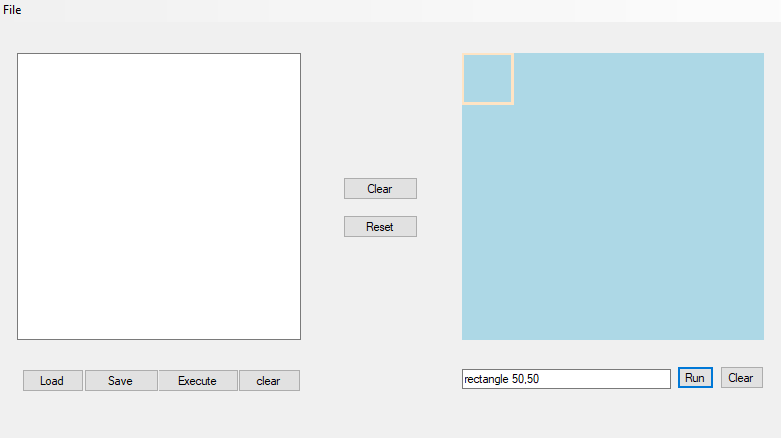 File
Clear
Reset
Load Save Execute clear
rectangle 50,50 Run Clear